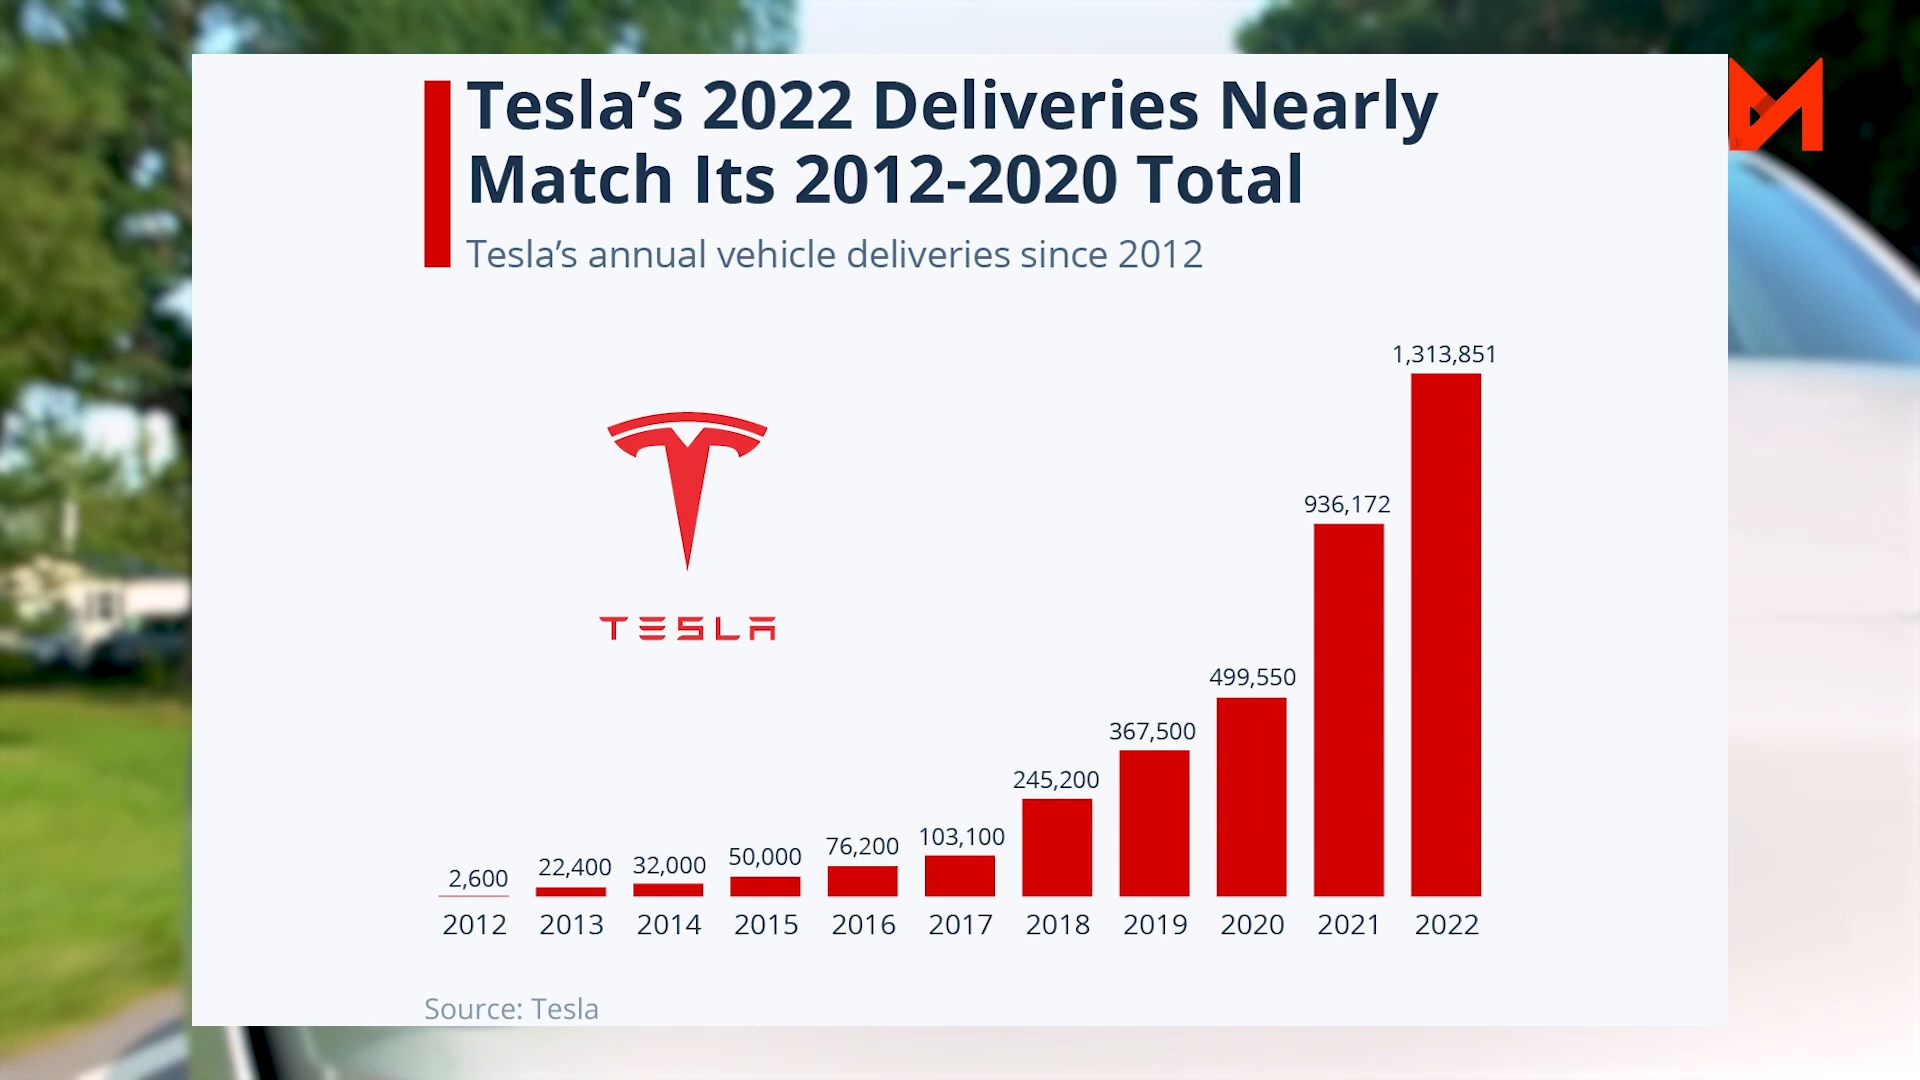 Tesla’s 2022 Deliveries Nearly
Match Its 2012-2020 Total
Tesla’s annual vehicle deliveries since 2012
TESLA
2,600
22,400
32,000
50,000
76,200
103,100
245,200
367,500
499,550
936,172
1,313,851
2012 2013 2014 2015 2016 2017 2018 2019 2020 2021 2022
Source: Tesla